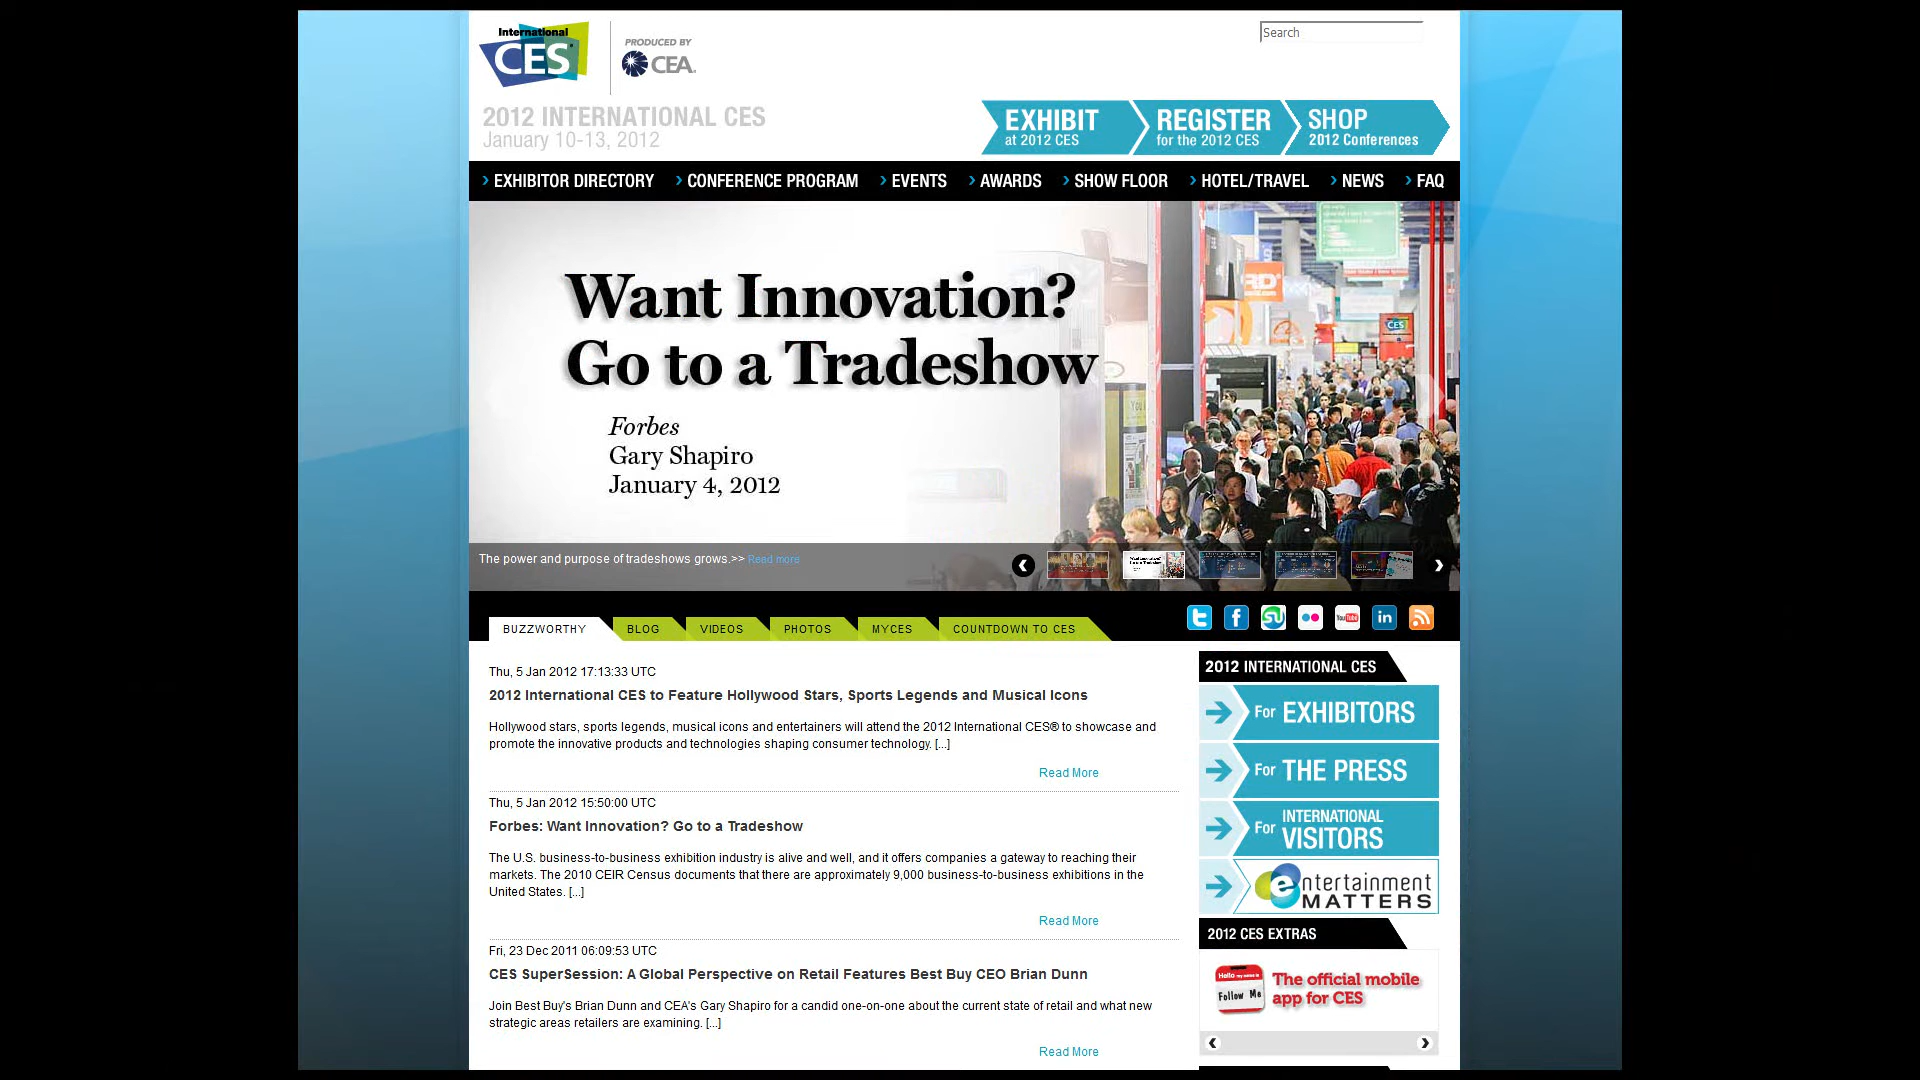 International
CES
PRODUCED BY
CEA
Search
2012 INTERNATIONAL CES
January 10-13, 2012
EXHIBIT
at 2012 CES
REGISTER
for the 2012 CES
SHOP
2012 Conferences
EXHIBITOR DIRECTORY
CONFERENCE PROGRAM
EVENTS
AWARDS
SHOW FLOOR
HOTEL/TRAVEL
NEWS
FAQ
Want Innovation?
Go to a Tradeshow
Forbes
Gary Shapiro
January 4, 2012
3D
CES
The power and purpose of tradeshows grows.>> Read more
BUZZWORTHY
BLOG
VIDEOS
PHOTOS
MYCES
COUNTDOWN TO CES
Thu, 5 Jan 2012 17:13:33 UTC
2012 International CES to Feature Hollywood Stars, Sports Legends and Musical Icons
Hollywood stars, sports legends, musical icons and entertainers will attend the 2012 International CES® to showcase and
promote the innovative products and technologies shaping consumer technology. [...]
Read More
Thu, 5 Jan 2012 15:50:00 UTC
Forbes: Want Innovation? Go to a Tradeshow
The U.S. business-to-business exhibition industry is alive and well, and it offers companies a gateway to reaching their
markets. The 2010 CEIR Census documents that there are approximately 9,000 business-to-business exhibitions in the
United States. [...]
Read More
Fri, 23 Dec 2011 06:09:53 UTC
CES SuperSession: A Global Perspective on Retail Features Best Buy CEO Brian Dunn
Join Best Buy's Brian Dunn and CEA's Gary Shapiro for a candid one-on-one about the current state of retail and what new
strategic areas retailers are examining. [...]
Read More
2012 INTERNATIONAL CES
For EXHIBITORS
For THE PRESS
For INTERNATIONAL
VISITORS
entertainment
MATTERS
2012 CES EXTRAS
Hello my name is
Follow Me
The official mobile
app for CES